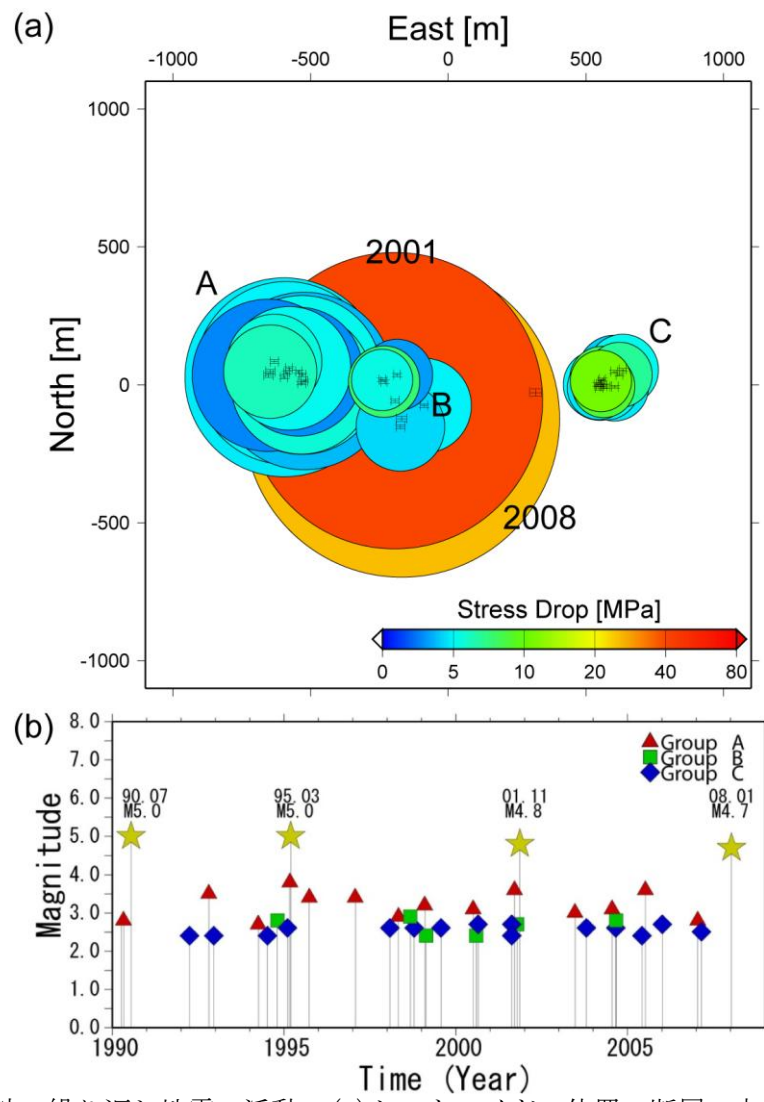 (a)
East [m]
-1000 -500 0 500 1000
North [m]
1000
500
0
-500
-1000
A
2001
B
C
2008
Stress Drop [MPa]
0 5 10 20 40 80
(b)
Magnitude
8.0
7.0
6.0
5.0
4.0
3.0
2.0
1.0
0.0
Group A
Group B
Group C
90.07
M5.0
95.03
M5.0
01.11
M4.8
08.01
M4.7
1990 1995 2000 2005
Time (Year)